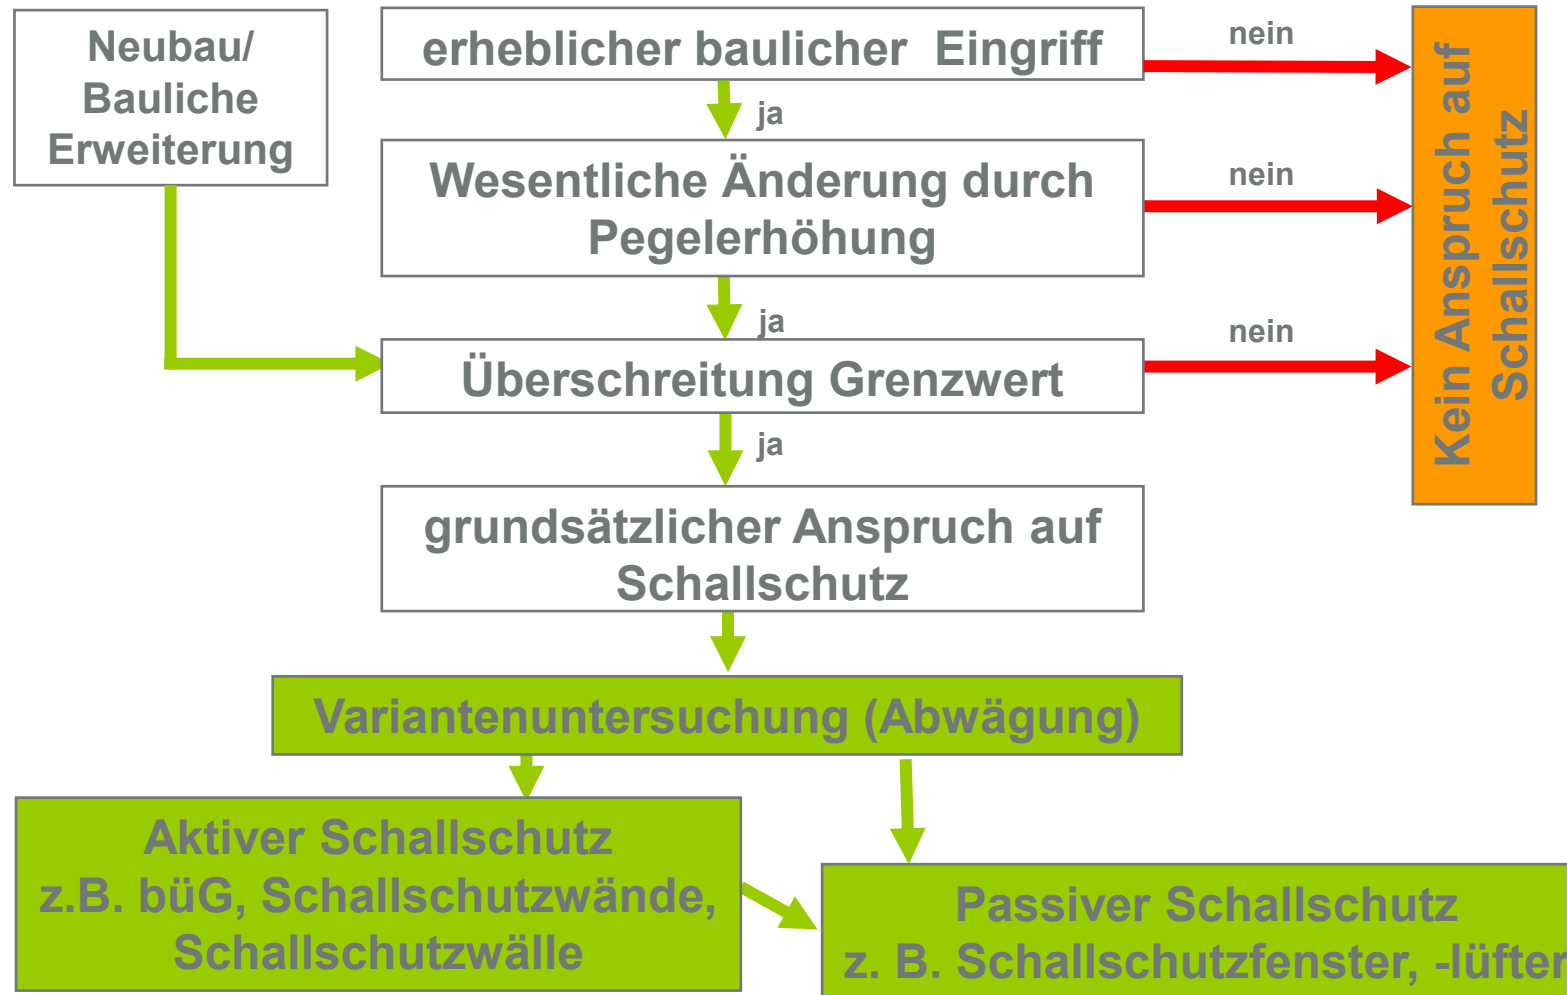 Neubau/
Bauliche
Erweiterung
erheblicher baulicher Eingriff
nein
ja
Wesentliche Änderung durch
Pegelerhöhung
nein
ja
Überschreitung Grenzwert
nein
ja
Kein Anspruch auf
Schallschutz
grundsätzlicher Anspruch auf
Schallschutz
Variantenuntersuchung (Abwägung)
Aktiver Schallschutz
z.B. büG, Schallschutzwände,
Schallschutzwälle
Passiver Schallschutz
z. B. Schallschutzfenster, -lüfter